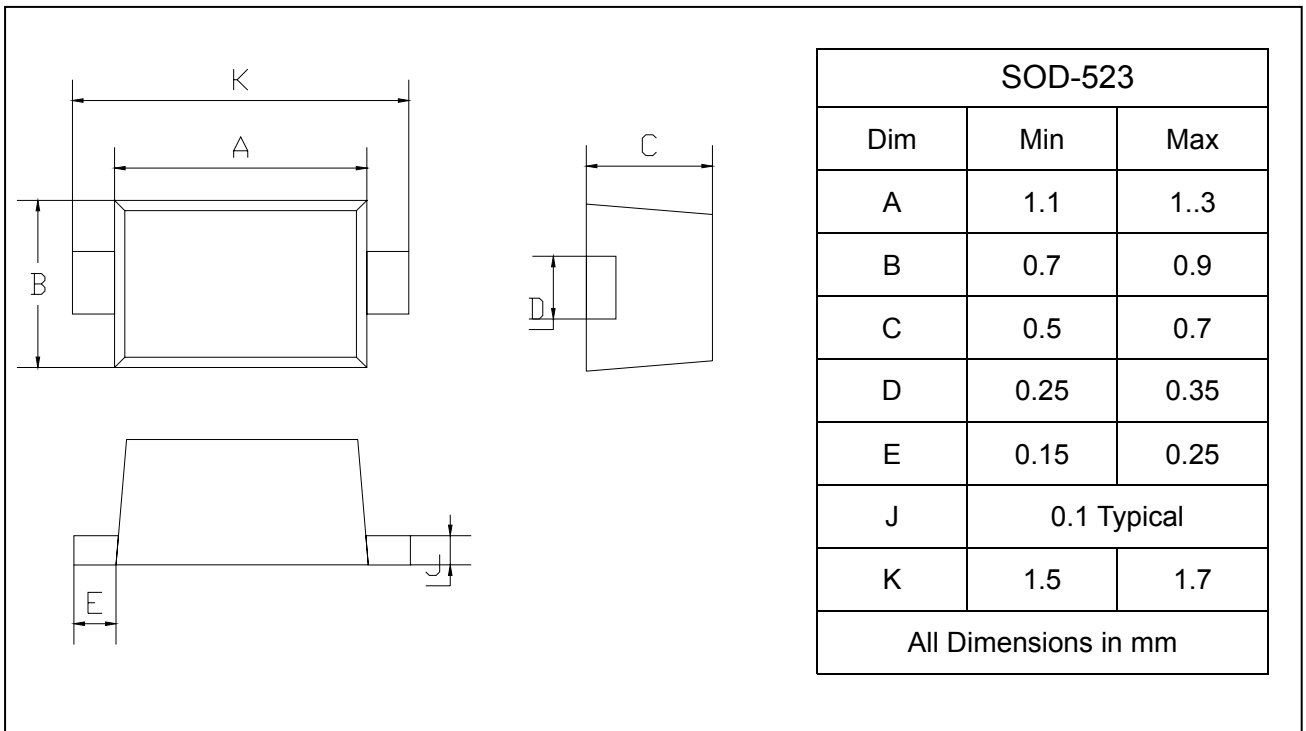 K
A
B
C
D
E
J
SOD-523
Dim Min Max
A 1.1 1..3
B 0.7 0.9
C 0.5 0.7
D 0.25 0.35
E 0.15 0.25
J 0.1 Typical
K 1.5 1.7
All Dimensions in mm